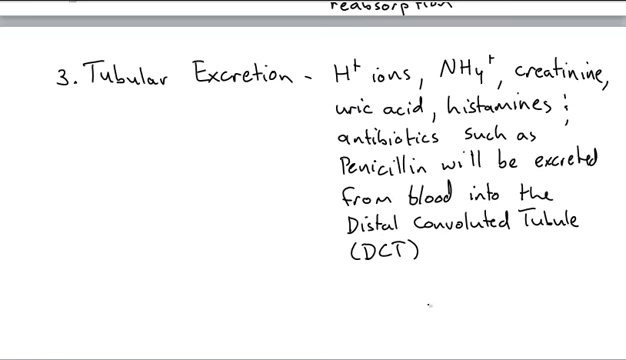 reabsorption
3. Tubular Excretion - H⁺ ions, NH4⁺, creatinine,
uric acid, histamines ;
antibiotics such as
Penicillin will be excreted
from blood into the
Distal Convoluted Tubule
(DCT)